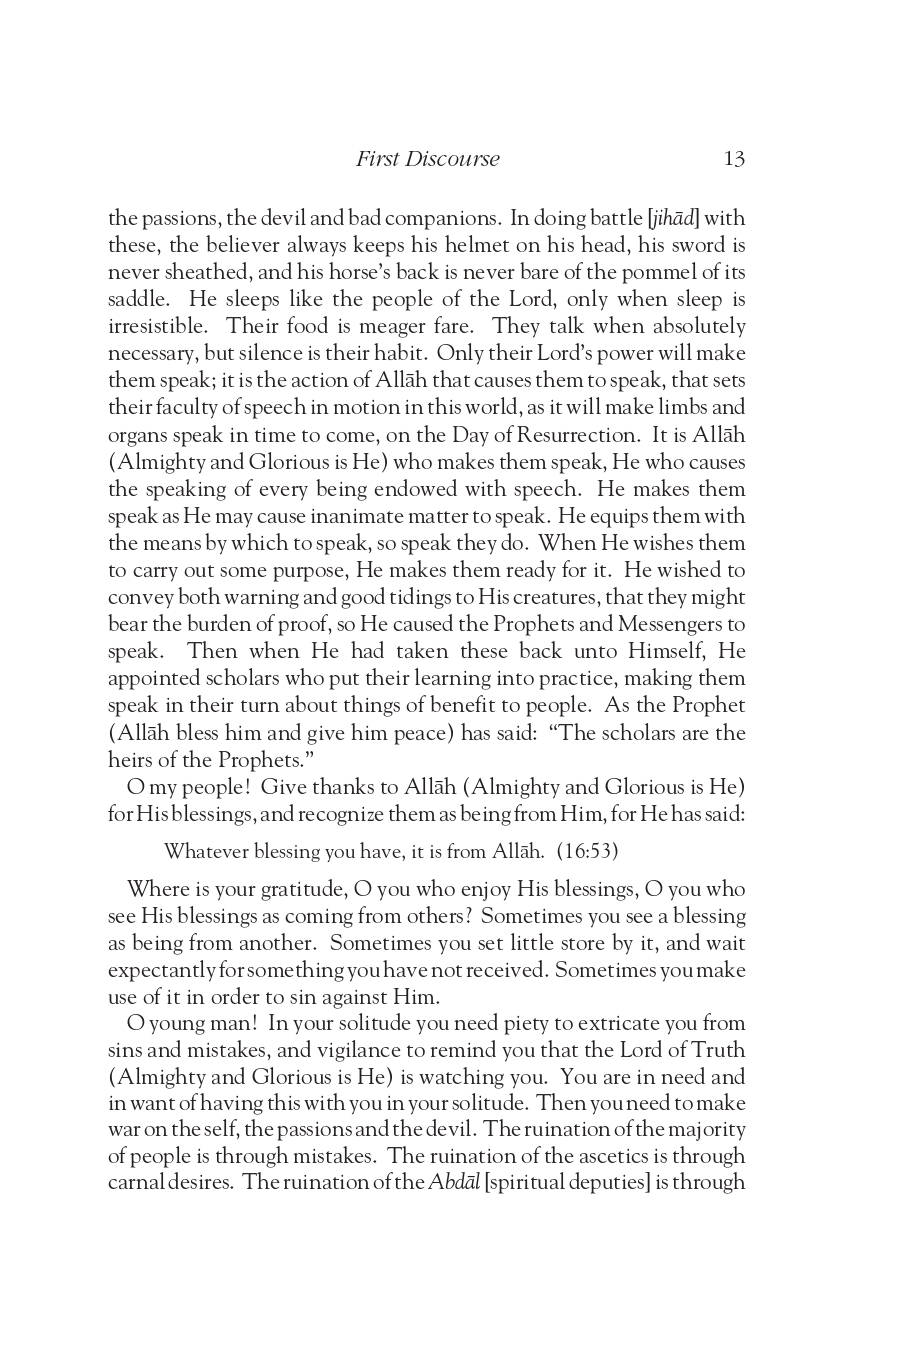 First Discourse 13
the passions, the devil and bad companions. In doing battle [jihād] with
these, the believer always keeps his helmet on his head, his sword is
never sheathed, and his horse’s back is never bare of the pommel of its
saddle. He sleeps like the people of the Lord, only when sleep is
irresistible. Their food is meager fare. They talk when absolutely
necessary, but silence is their habit. Only their Lord’s power will make
them speak; it is the action of Allāh that causes them to speak, that sets
their faculty of speech in motion in this world, as it will make limbs and
organs speak in time to come, on the Day of Resurrection. It is Allāh
(Almighty and Glorious is He) who makes them speak, He who causes
the speaking of every being endowed with speech. He makes them
speak as He may cause inanimate matter to speak. He equips them with
the means by which to speak, so speak they do. When He wishes them
to carry out some purpose, He makes them ready for it. He wished to
convey both warning and good tidings to His creatures, that they might
bear the burden of proof, so He caused the Prophets and Messengers to
speak. Then when He had taken these back unto Himself, He
appointed scholars who put their learning into practice, making them
speak in their turn about things of benefit to people. As the Prophet
(Allāh bless him and give him peace) has said: “The scholars are the
heirs of the Prophets.”
O my people! Give thanks to Allāh (Almighty and Glorious is He)
for His blessings, and recognize them as being from Him, for He has said:
Whatever blessing you have, it is from Allāh. (16:53)
Where is your gratitude, O you who enjoy His blessings, O you who
see His blessings as coming from others? Sometimes you see a blessing
as being from another. Sometimes you set little store by it, and wait
expectantly for something you have not received. Sometimes you make
use of it in order to sin against Him.
O young man! In your solitude you need piety to extricate you from
sins and mistakes, and vigilance to remind you that the Lord of Truth
(Almighty and Glorious is He) is watching you. You are in need and
in want of having this with you in your solitude. Then you need to make
war on the self, the passions and the devil. The ruination of the majority
of people is through mistakes. The ruination of the ascetics is through
carnal desires. The ruination of the Abdāl [spiritual deputies] is through